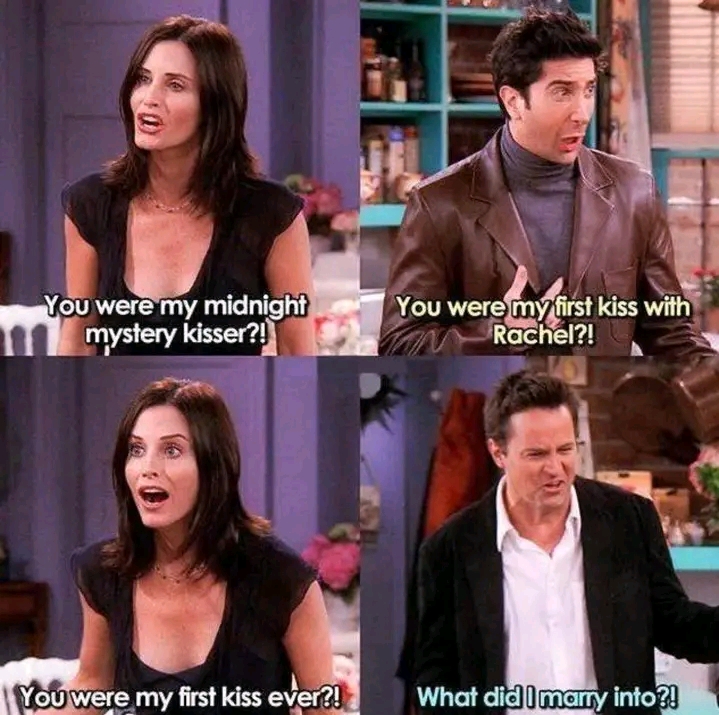 You were my midnight
mystery kisser?!
You were my first kiss with
Rachel?!
You were my first kiss ever?!
What did I marry into?!